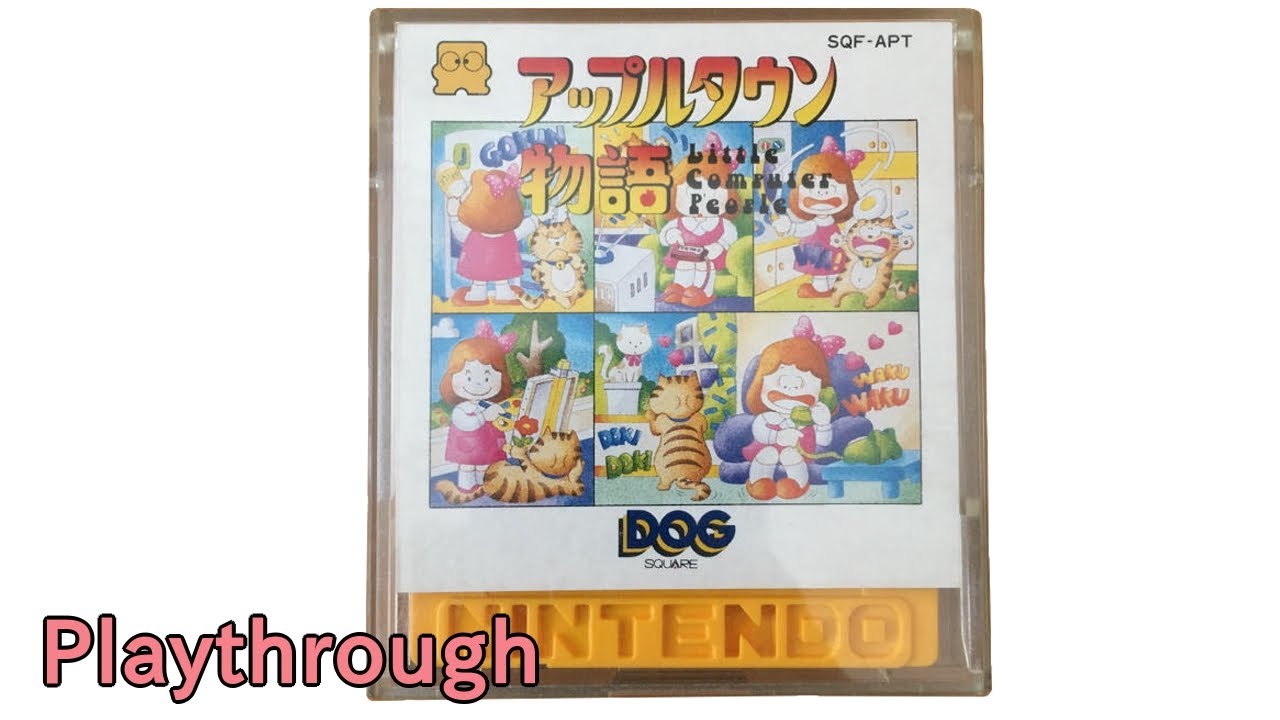 SQF-APT
アップルタウン
物語
Little
Computer
People
GOKUN
WA!
DOKI
DOKI
WAKU
WAKU
DOG
SQUARE
NINTENDO
Playthrough